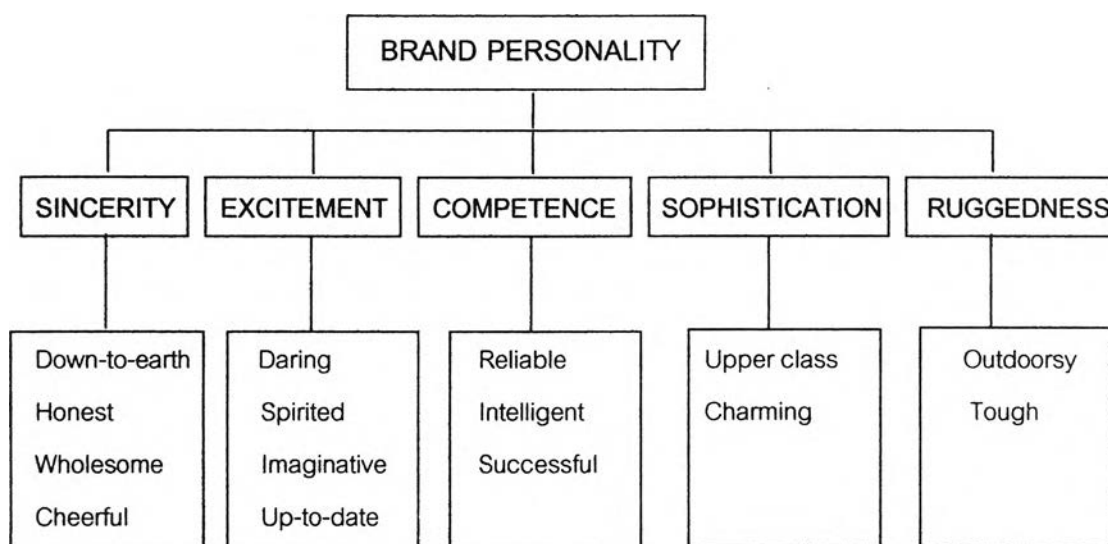 BRAND PERSONALITY
SINCERITY
EXCITEMENT
COMPETENCE
SOPHISTICATION
RUGGEDNESS
Down-to-earth
Honest
Wholesome
Cheerful
Daring
Spirited
Imaginative
Up-to-date
Reliable
Intelligent
Successful
Upper class
Charming
Outdoorsy
Tough